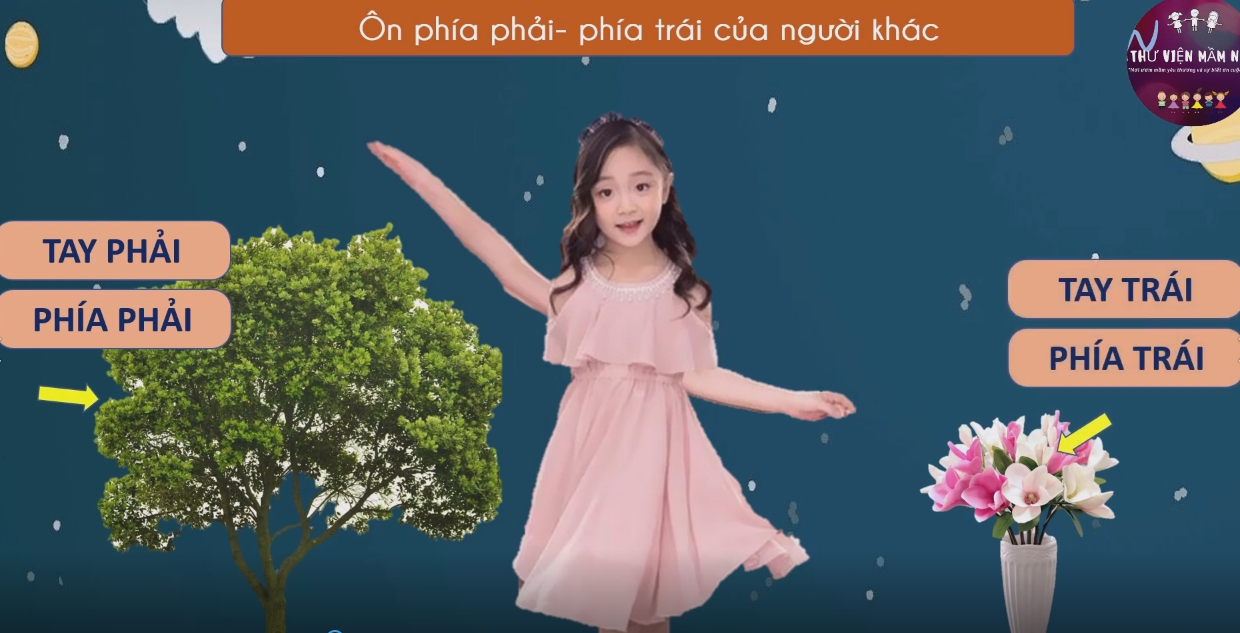 Ôn phía phải- phía trái của người khác
THƯ VIỆN MẦM N
TAY PHẢI
PHÍA PHẢI
TAY TRÁI
PHÍA TRÁI